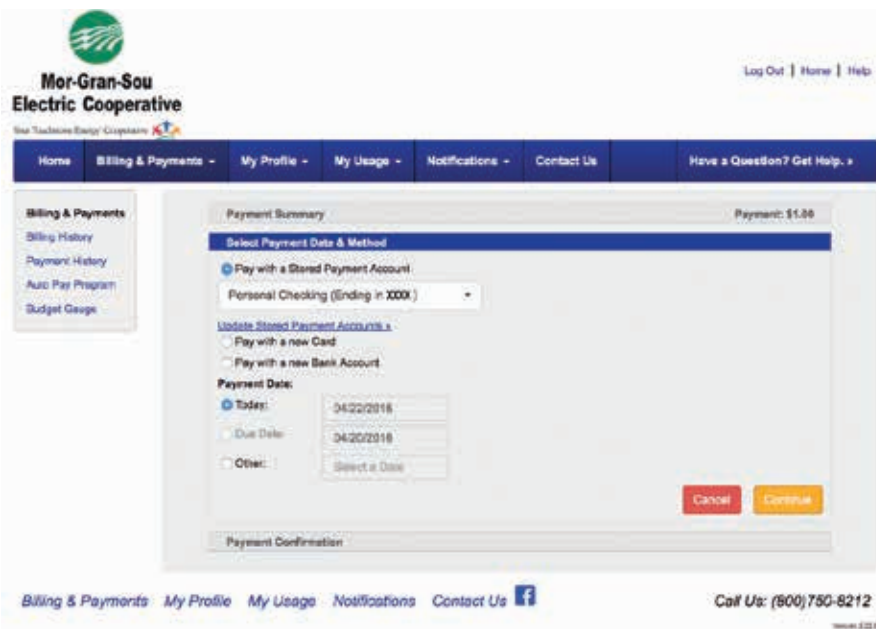 Mor-Gran-Sou
Electric Cooperative
Your Touchstone Energy Cooperative
Log Out | Home | Help
Home Billing & Payments My Profile My Usage Notifications Contact Us Have a Question? Get Help. »
Billing & Payments
Billing History
Payment History
Auto Pay Program
Budget Gauge
Payment Summary Payment: $1.00
Select Payment Date & Method
Pay with a Stored Payment Account
Personal Checking (Ending in XXXX )
Update Stored Payment Accounts »
Pay with a new Card
Pay with a new Bank Account
Payment Date:
Today: 04/22/2016
Due Date: 04/20/2016
Other: Select a Date
Cancel Continue
Payment Confirmation
Billing & Payments My Profile My Usage Notifications Contact Us f Call Us: (800)750-8212